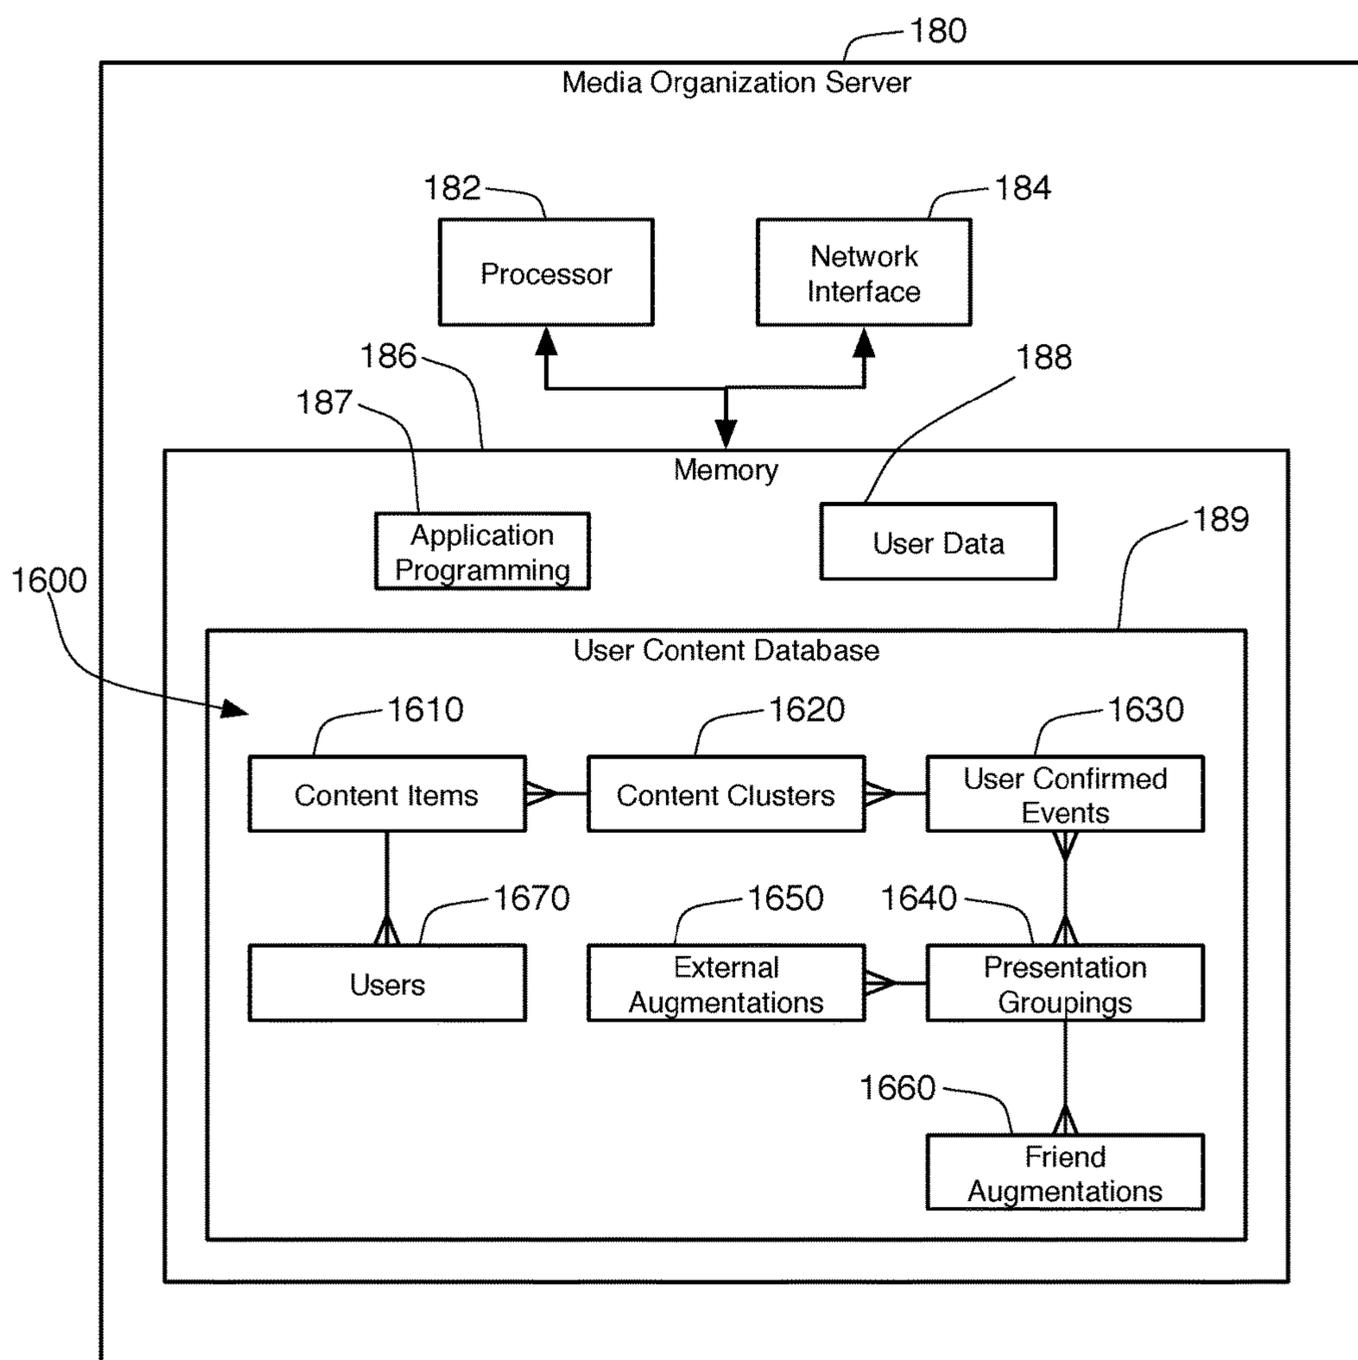 180
Media Organization Server
182
184
Processor
Network
Interface
186
188
187
Memory
Application
Programming
User Data
189
1600
User Content Database
1610
1620
1630
Content Items
Content Clusters
User Confirmed
Events
1670
1650
1640
Users
External
Augmentations
Presentation
Groupings
1660
Friend
Augmentations